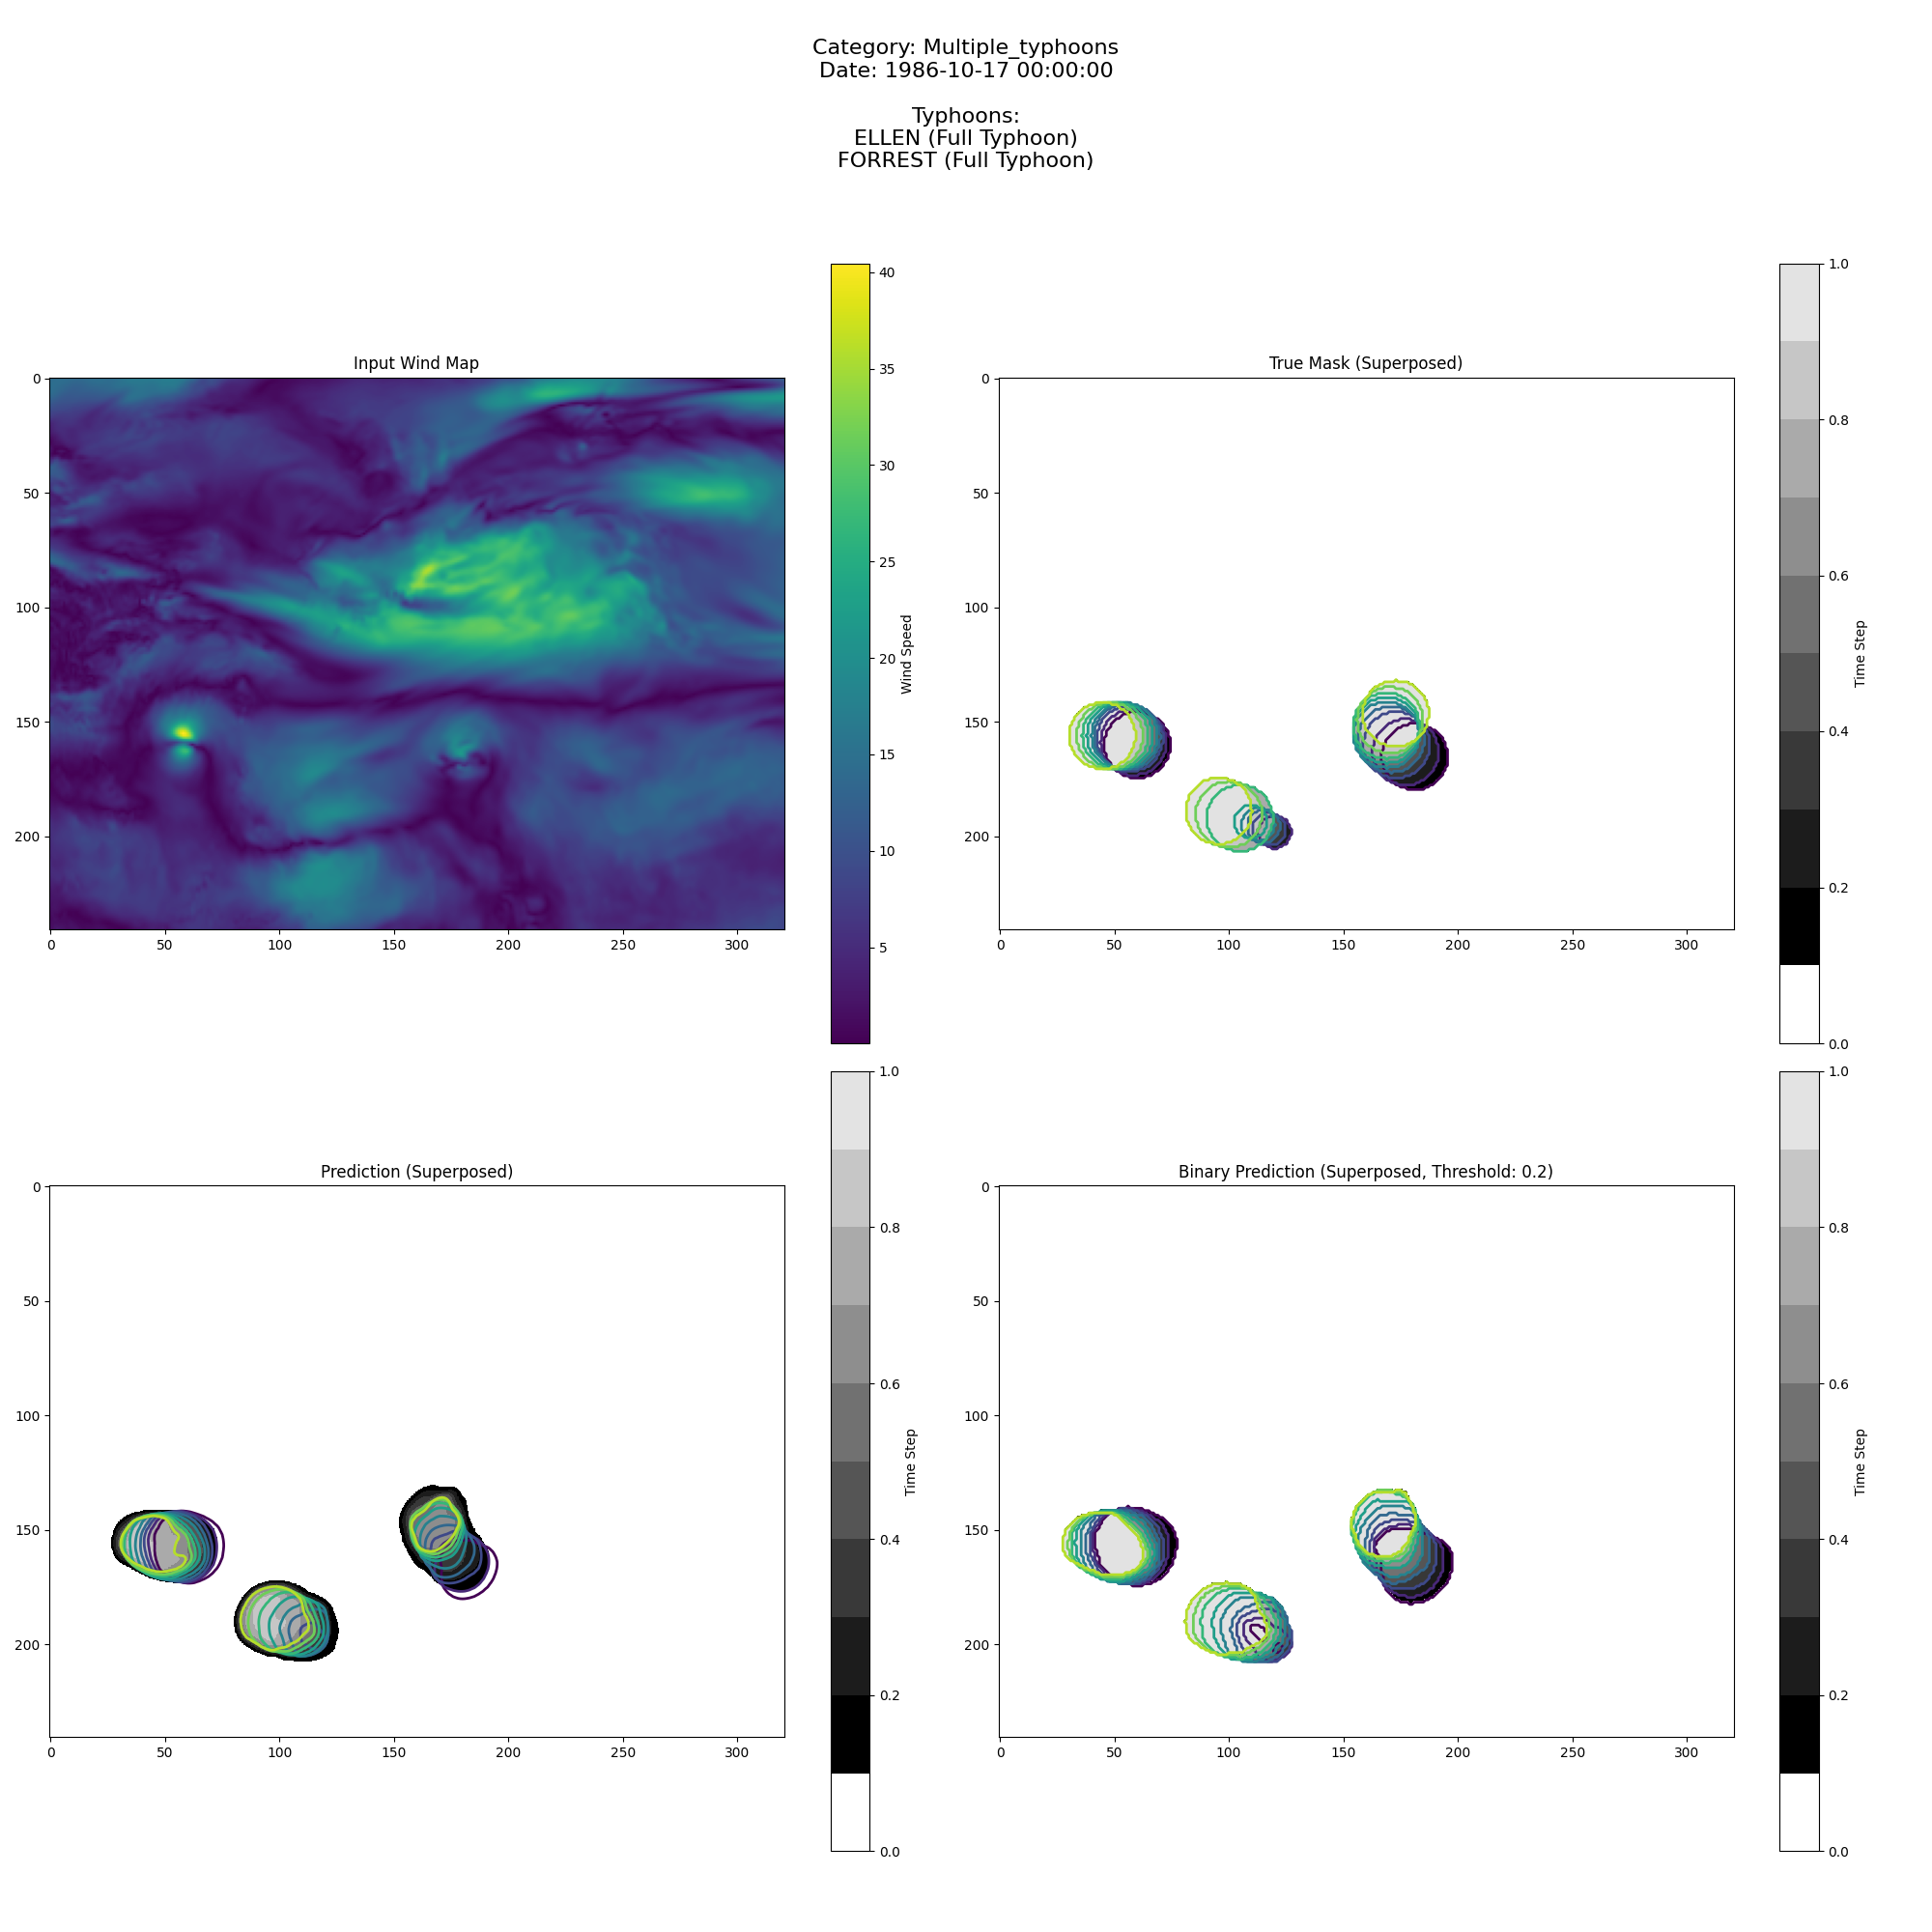 Category: Multiple_typhoons
Date: 1986-10-17 00:00:00
Typhoons:
ELLEN (Full Typhoon)
FORREST (Full Typhoon)
Input Wind Map
0
50
100
150
200
0 50 100 150 200 250 300
40
35
30
25
20
15
10
5
Wind Speed
True Mask (Superposed)
0
50
100
150
200
0 50 100 150 200 250 300
1.0
0.8
0.6
0.4
0.2
0.0
Time Step
Prediction (Superposed)
0
50
100
150
200
0 50 100 150 200 250 300
1.0
0.8
0.6
0.4
0.2
0.0
Time Step
Binary Prediction (Superposed, Threshold: 0.2)
0
50
100
150
200
0 50 100 150 200 250 300
1.0
0.8
0.6
0.4
0.2
0.0
Time Step